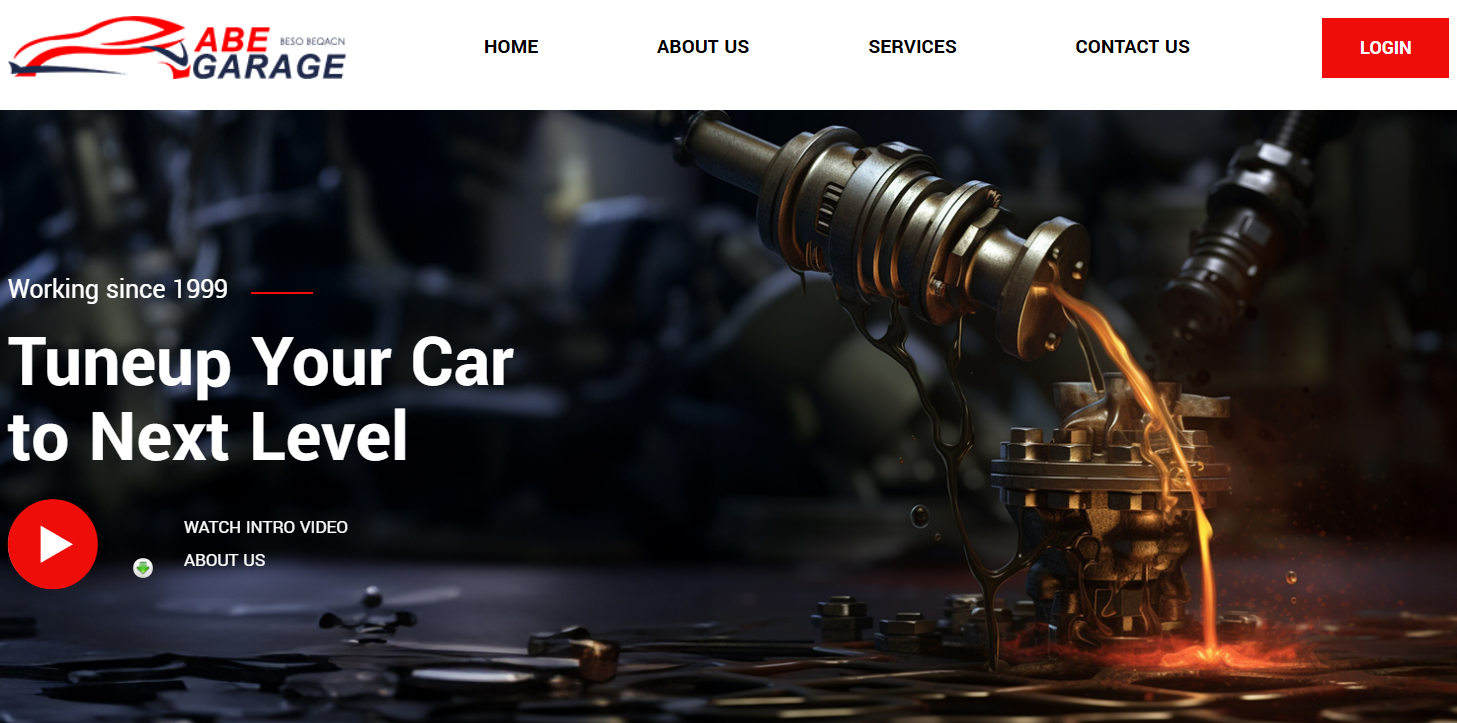 ABE
BESO BEQACN
GARAGE
HOME
ABOUT US
SERVICES
CONTACT US
LOGIN
Working since 1999
Tuneup Your Car
to Next Level
WATCH INTRO VIDEO
ABOUT US